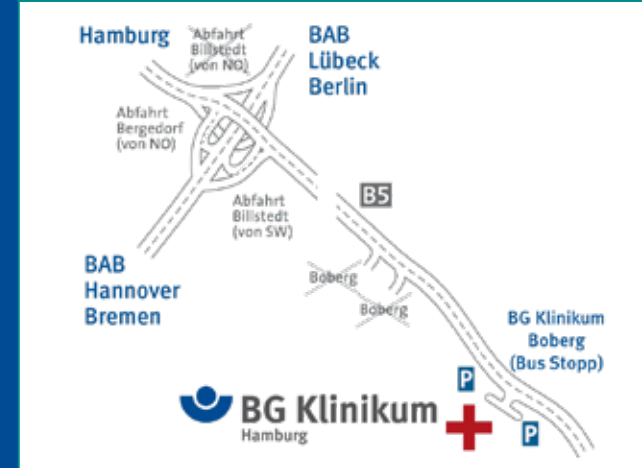 Hamburg
Abfahrt
Billstedt
(von NO)
BAB
Lübeck
Berlin
Abfahrt
Bergedorf
(von NO)
Abfahrt
Billstedt
(von SW)
B5
BAB
Hannover
Bremen
Boberg
Boberg
BG Klinikum
Boberg
(Bus Stopp)
P
BG Klinikum
Hamburg
P